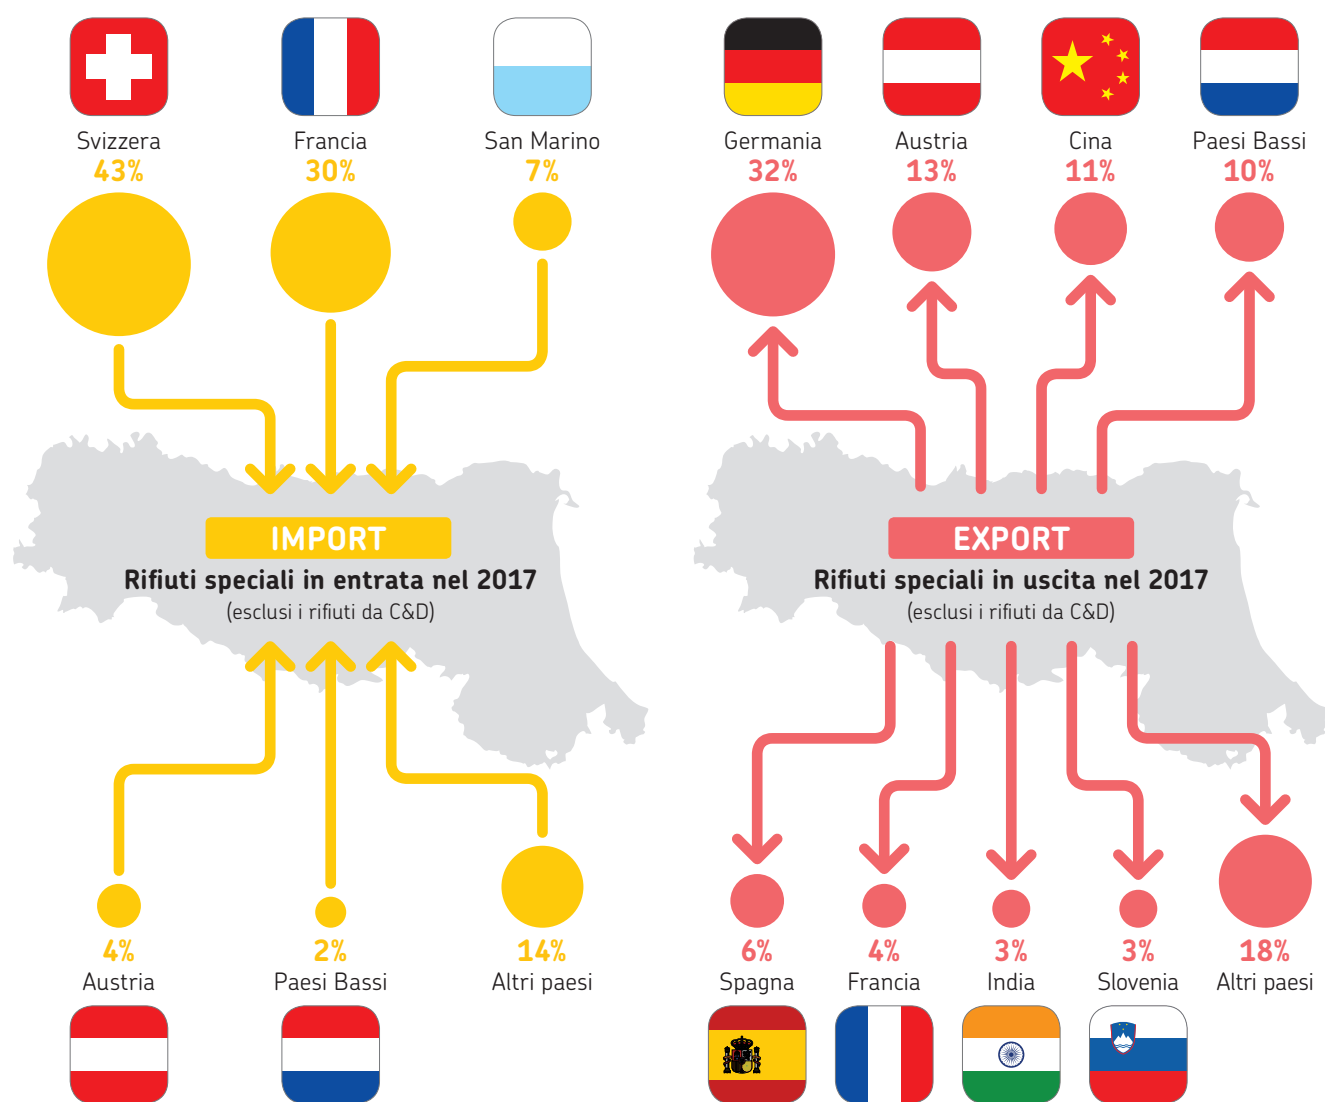 Svizzera
43%
Francia
30%
San Marino
7%
IMPORT
Rifiuti speciali in entrata nel 2017
(esclusi i rifiuti da C&D)
4%
Austria
2%
Paesi Bassi
14%
Altri paesi
Germania
32%
Austria
13%
Cina
11%
Paesi Bassi
10%
EXPORT
Rifiuti speciali in uscita nel 2017
(esclusi i rifiuti da C&D)
6%
Spagna
4%
Francia
3%
India
3%
Slovenia
18%
Altri paesi